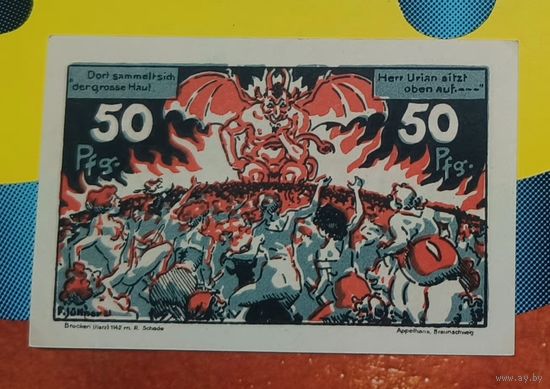 Dort sammelt sich
"der grosse Hauf.
Herr Urian sitzt
oben auf.---"
50
Pfg.
50
Pfg.
Brocken (Harz) 1142 m. R. Schade
Appelhans, Braunschweig
www.ay.by